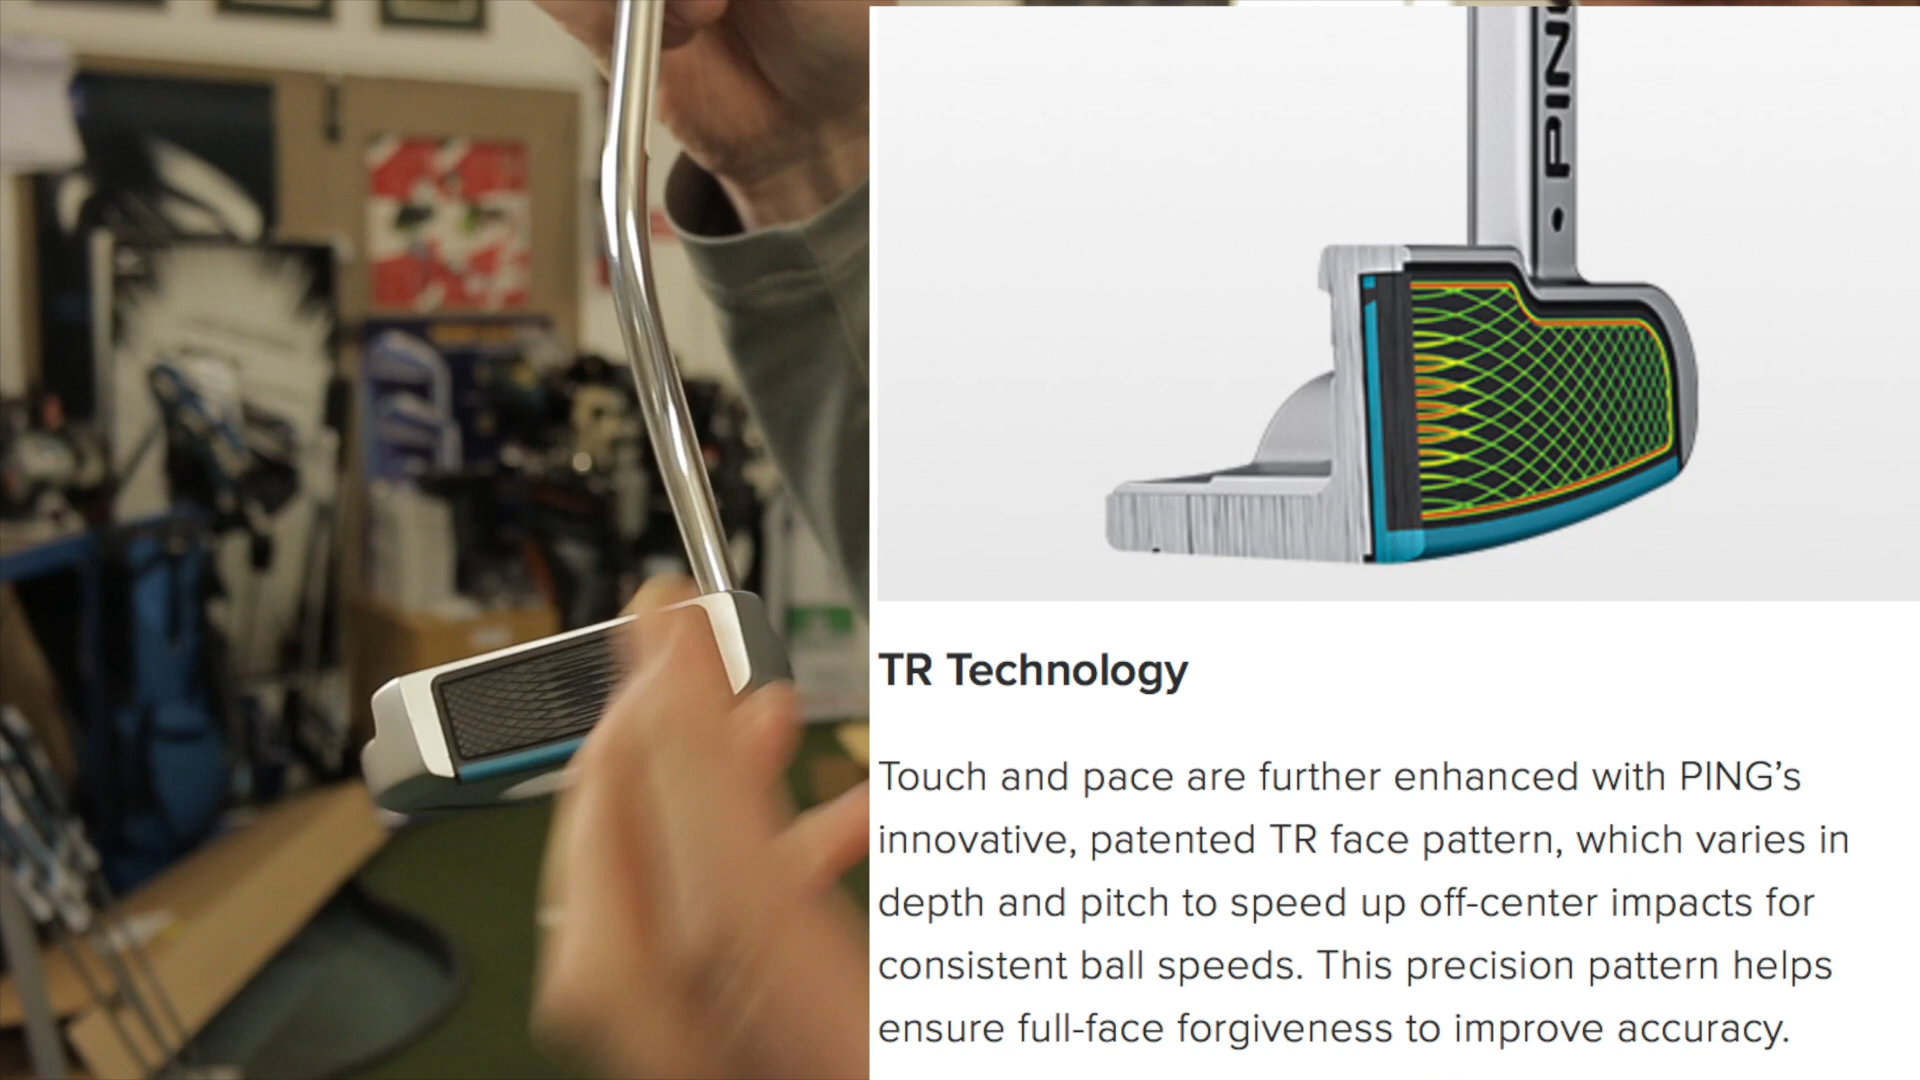 PING
TR Technology
Touch and pace are further enhanced with PING’s
innovative, patented TR face pattern, which varies in
depth and pitch to speed up off-center impacts for
consistent ball speeds. This precision pattern helps
ensure full-face forgiveness to improve accuracy.